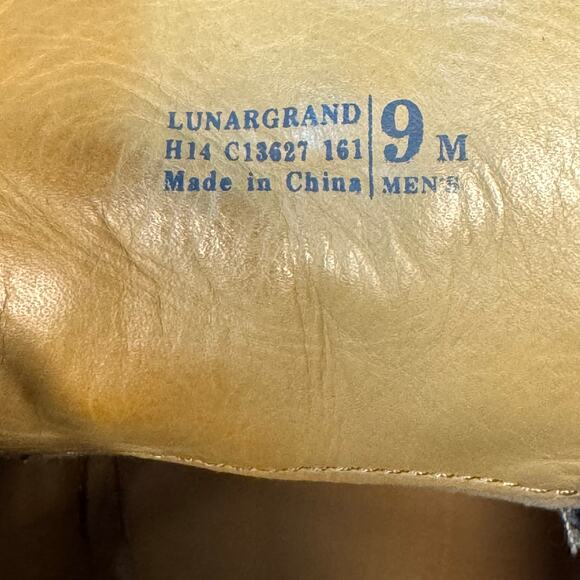 LUNARGRAND
H14 C13627 161
Made in China
9 M
MEN'S